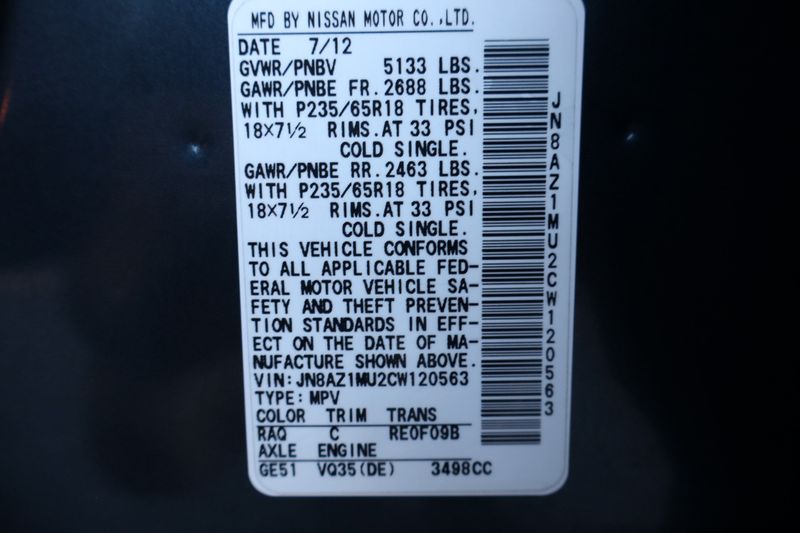 MFD BY NISSAN MOTOR CO.,LTD.
DATE 7/12
GVWR/PNBV 5133 LBS.
GAWR/PNBE FR.2688 LBS.
WITH P235/65R18 TIRES,
18×7½ RIMS.AT 33 PSI
COLD SINGLE.
GAWR/PNBE RR.2463 LBS.
WITH P235/65R18 TIRES,
18×7½ RIMS.AT 33 PSI
COLD SINGLE.
THIS VEHICLE CONFORMS
TO ALL APPLICABLE FED-
ERAL MOTOR VEHICLE SA-
FETY AND THEFT PREVEN-
TION STANDARDS IN EFF-
ECT ON THE DATE OF MA-
NUFACTURE SHOWN ABOVE.
VIN:JN8AZ1MU2CW120563
TYPE:MPV
COLOR TRIM TRANS
RAQ C RE0F09B
AXLE ENGINE
GE51 VQ35(DE) 3498CC
JN8AZ1MU2CW120563